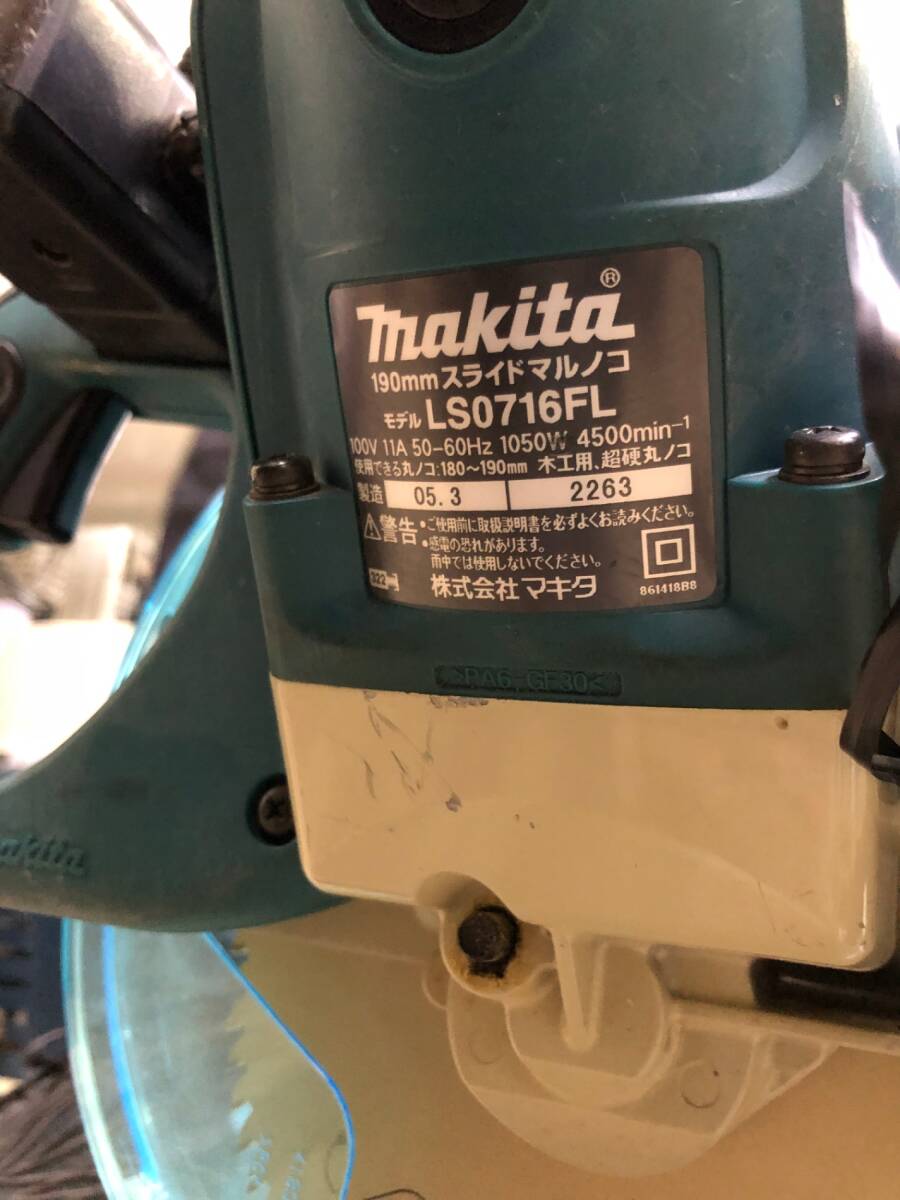 makita®
190mm スライドマルノコ
モデル LS0716FL
100V 11A 50-60Hz 1050W 4500min-1
使用できる丸ノコ:180~190mm 木工用、超硬丸ノコ
製造 05.3 2263
警告 •ご使用前に取扱説明書を必ずよくお読みください。
•感電の恐れがあります。
雨中では使用しないでください。
株式会社 マキタ
861418B8
>PA6-GF30<
makita